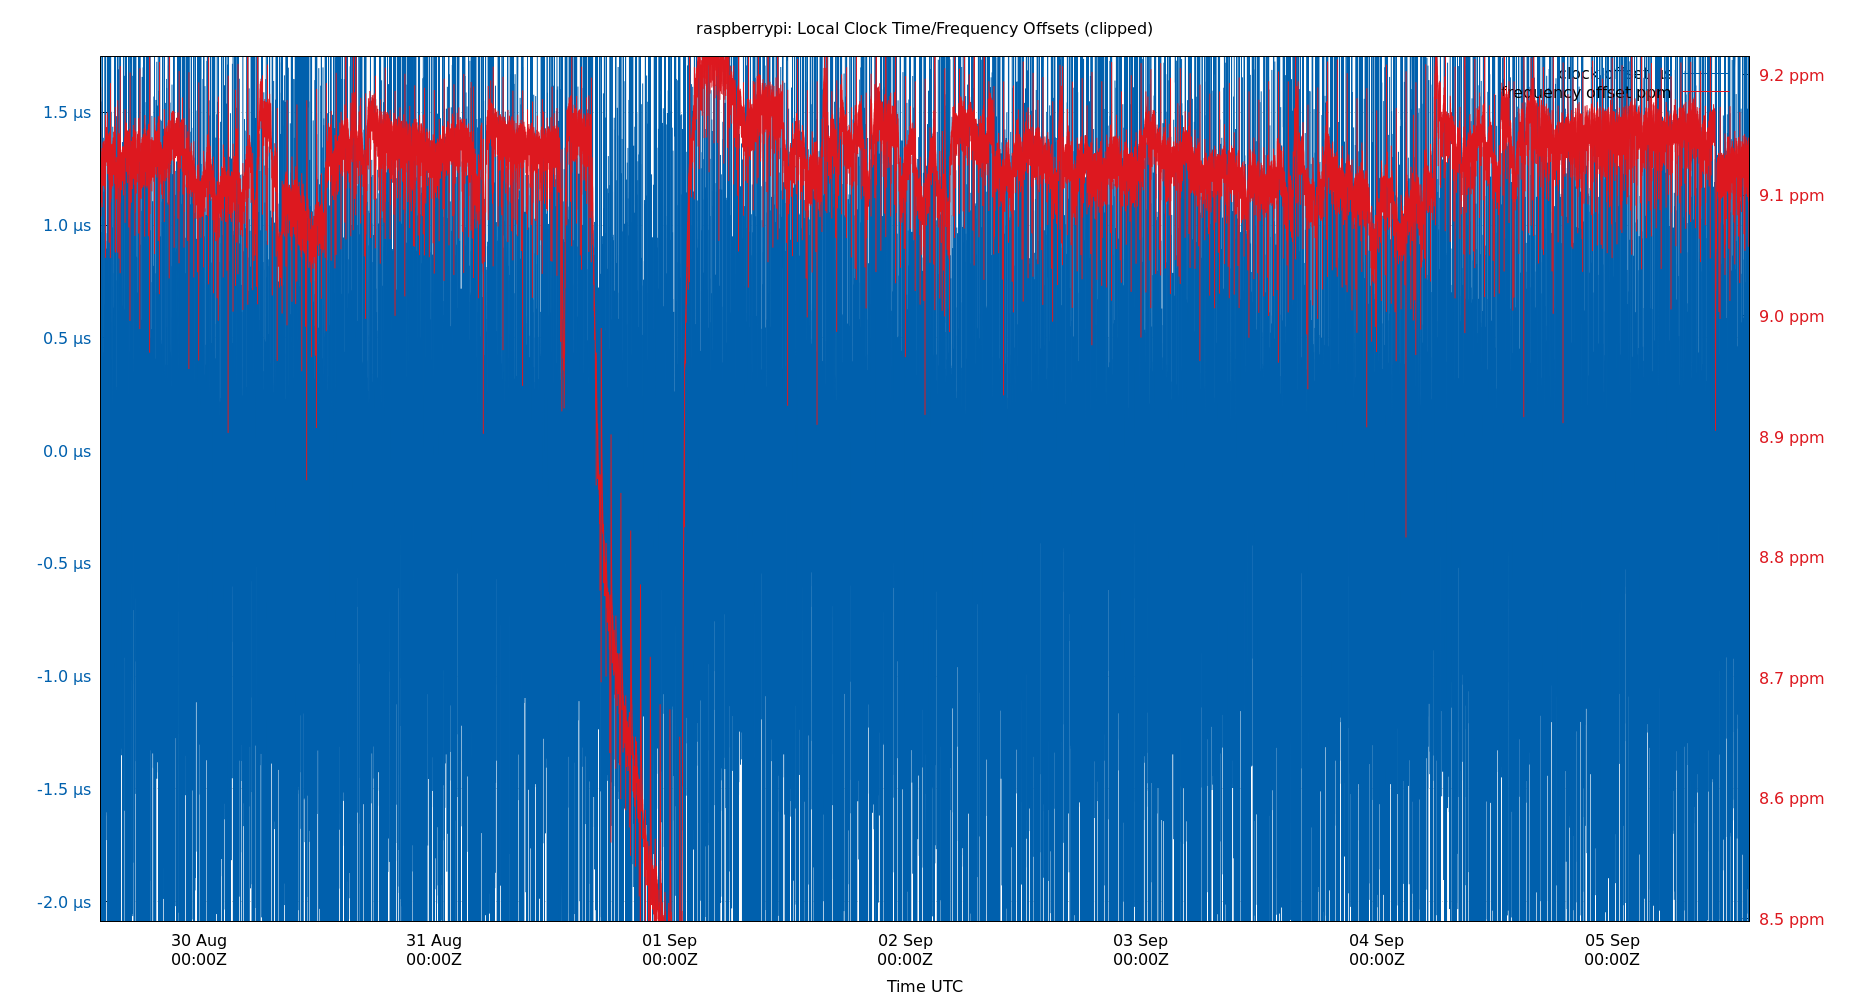 raspberrypi: Local Clock Time/Frequency Offsets (clipped)
clock offset µs
frequency offset ppm
1.5 µs
1.0 µs
0.5 µs
0.0 µs
-0.5 µs
-1.0 µs
-1.5 µs
-2.0 µs
9.2 ppm
9.1 ppm
9.0 ppm
8.9 ppm
8.8 ppm
8.7 ppm
8.6 ppm
8.5 ppm
30 Aug
00:00Z
31 Aug
00:00Z
01 Sep
00:00Z
02 Sep
00:00Z
03 Sep
00:00Z
04 Sep
00:00Z
05 Sep
00:00Z
Time UTC